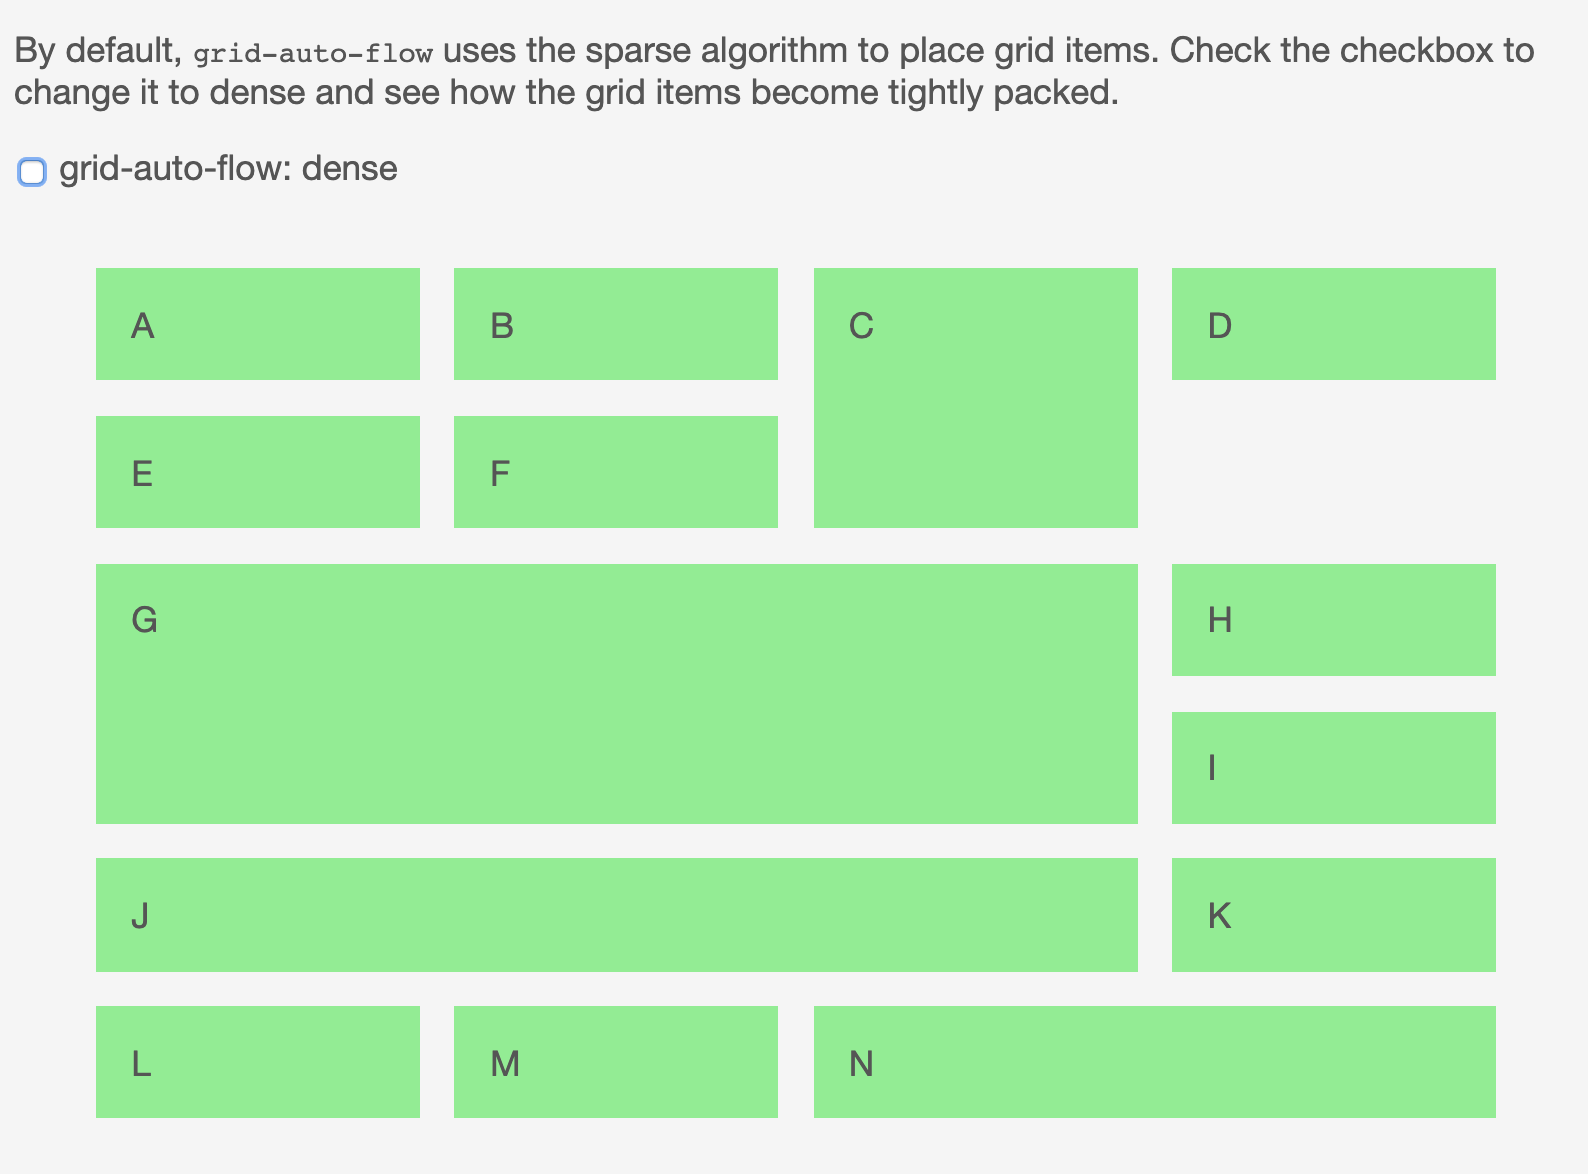 By default, grid-auto-flow uses the sparse algorithm to place grid items. Check the checkbox to
change it to dense and see how the grid items become tightly packed.
grid-auto-flow: dense
A B C D
E F
G H
I
J K
L M N